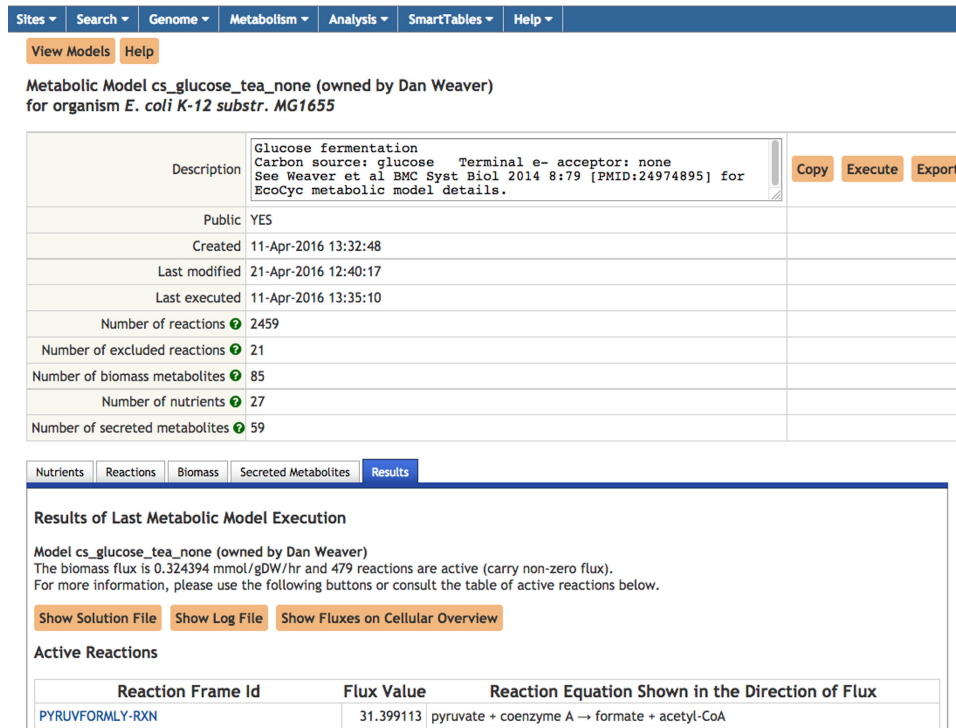 Sites ▾ Search ▾ Genome ▾ Metabolism ▾ Analysis ▾ SmartTables ▾ Help ▾
View Models Help
Metabolic Model cs_glucose_tea_none (owned by Dan Weaver)
for organism E. coli K-12 substr. MG1655
Description
Glucose fermentation
Carbon source: glucose   Terminal e- acceptor: none
See Weaver et al BMC Syst Biol 2014 8:79 [PMID:24974895] for
EcoCyc metabolic model details.
Copy Execute Export
Public YES
Created 11-Apr-2016 13:32:48
Last modified 21-Apr-2016 12:40:17
Last executed 11-Apr-2016 13:35:10
Number of reactions ? 2459
Number of excluded reactions ? 21
Number of biomass metabolites ? 85
Number of nutrients ? 27
Number of secreted metabolites ? 59
Nutrients Reactions Biomass Secreted Metabolites Results
Results of Last Metabolic Model Execution
Model cs_glucose_tea_none (owned by Dan Weaver)
The biomass flux is 0.324394 mmol/gDW/hr and 479 reactions are active (carry non-zero flux).
For more information, please use the following buttons or consult the table of active reactions below.
Show Solution File Show Log File Show Fluxes on Cellular Overview
Active Reactions
Reaction Frame Id Flux Value Reaction Equation Shown in the Direction of Flux
PYRUVFORMLY-RXN 31.399113 pyruvate + coenzyme A → formate + acetyl-CoA